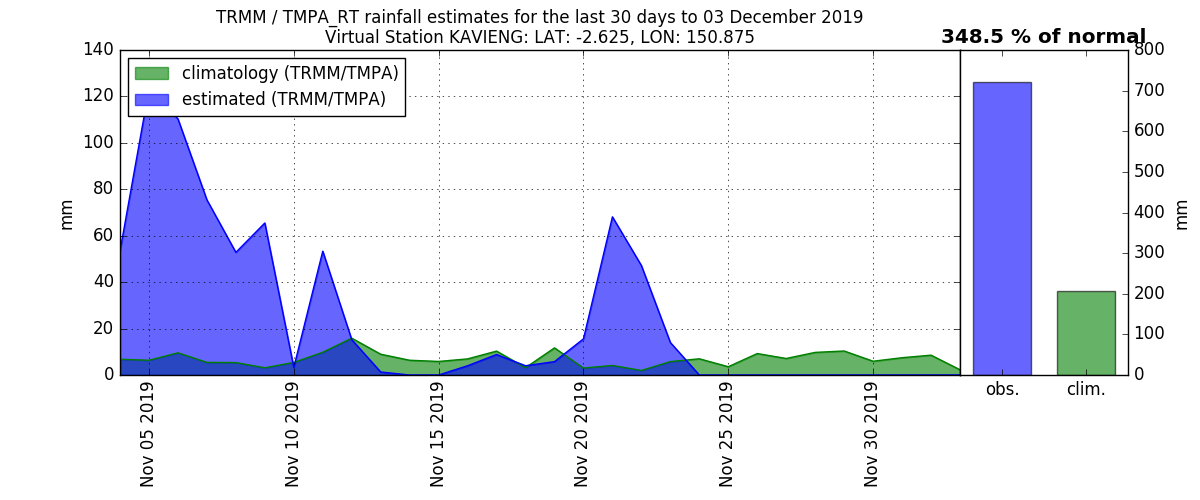 TRMM / TMPA_RT rainfall estimates for the last 30 days to 03 December 2019
Virtual Station KAVIENG: LAT: -2.625, LON: 150.875
348.5 % of normal
climatology (TRMM/TMPA)
estimated (TRMM/TMPA)
140
120
100
80
60
40
20
0
mm
Nov 05 2019
Nov 10 2019
Nov 15 2019
Nov 20 2019
Nov 25 2019
Nov 30 2019
800
700
600
500
400
300
200
100
0
mm
obs.
clim.